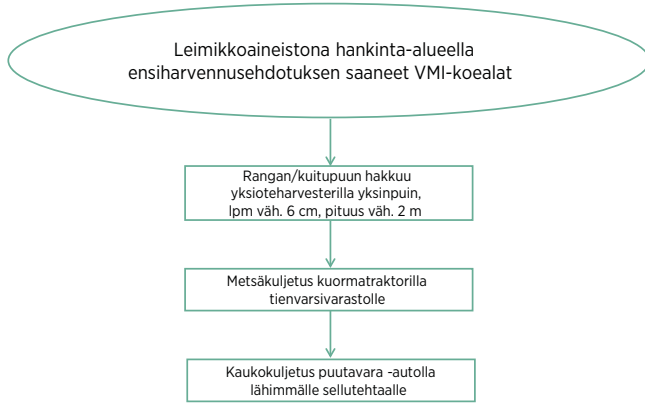 Leimikkoaineistona hankinta-alueella
ensiharvennusehdotuksen saaneet VMI-koealat
Rangan/kuitupuun hakkuu
yksioteharvesterilla yksinpuin,
lpm väh. 6 cm, pituus väh. 2 m
Metsäkuljetus kuormatraktorilla
tienvarsivarastolle
Kaukokuljetus puutavara -autolla
lähimmälle sellutehtaalle